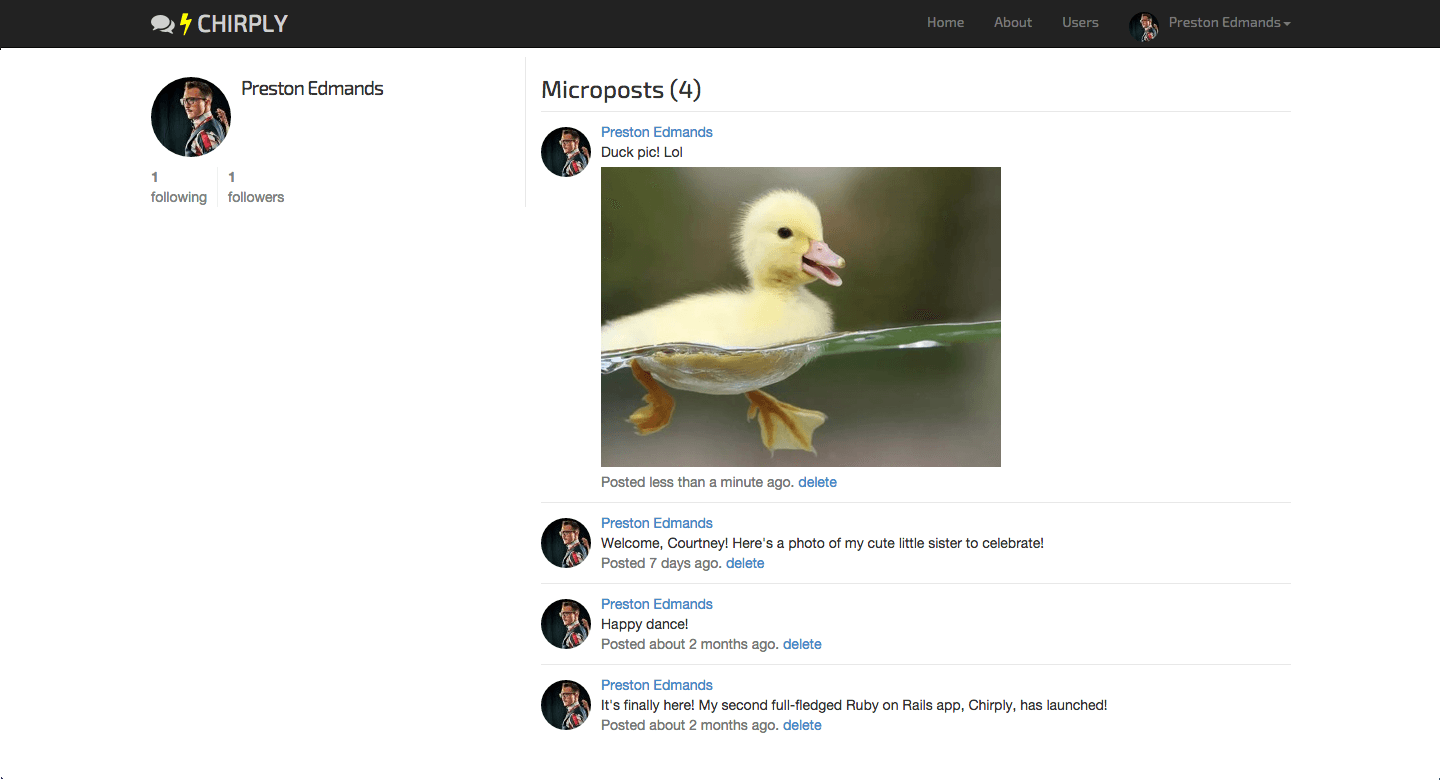 CHIRPLY
Home About Users Preston Edmands
Preston Edmands
1 1
following followers
Microposts (4)
Preston Edmands
Duck pic! Lol
Posted less than a minute ago. delete
Preston Edmands
Welcome, Courtney! Here's a photo of my cute little sister to celebrate!
Posted 7 days ago. delete
Preston Edmands
Happy dance!
Posted about 2 months ago. delete
Preston Edmands
It's finally here! My second full-fledged Ruby on Rails app, Chirply, has launched!
Posted about 2 months ago. delete